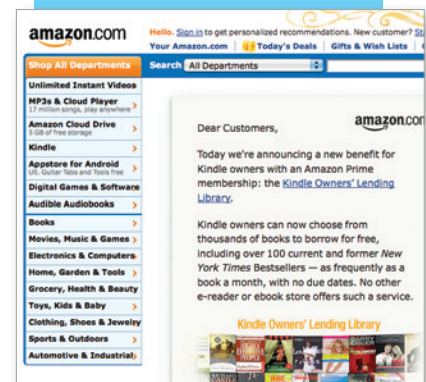 amazon.com
Hello. Sign in to get personalized recommendations. New customer?
Your Amazon.com | Today's Deals | Gifts & Wish Lists |
Shop All Departments
Search All Departments
Unlimited Instant Videos
MP3s & Cloud Player
17 million songs, play anywhere
Amazon Cloud Drive
5 GB of free storage
Kindle
Appstore for Android
Ult. Guitar Tabs and Tools free
Digital Games & Software
Audible Audiobooks
Books
Movies, Music & Games
Electronics & Computers
Home, Garden & Tools
Grocery, Health & Beauty
Toys, Kids & Baby
Clothing, Shoes & Jewelry
Sports & Outdoors
Automotive & Industrial
amazon.com
Dear Customers,
Today we're announcing a new benefit for
Kindle owners with an Amazon Prime
membership: the Kindle Owners' Lending
Library.
Kindle owners can now choose from
thousands of books to borrow for free,
including over 100 current and former New
York Times Bestsellers — as frequently as a
book a month, with no due dates. No other
e-reader or ebook store offers such a service.
Kindle Owners' Lending Library